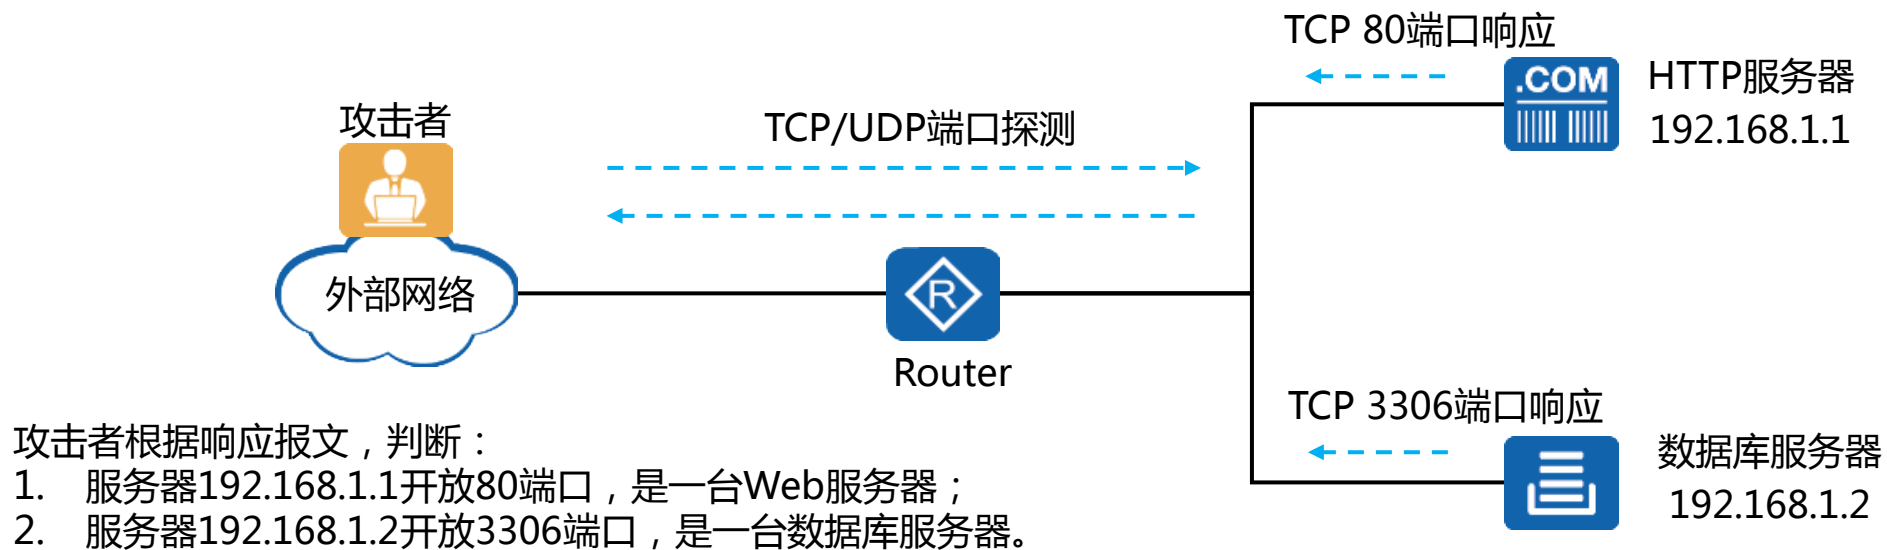 TCP 80端口响应
.COM
HTTP服务器
192.168.1.1
攻击者
TCP/UDP端口探测
外部网络
R
Router
TCP 3306端口响应
数据库服务器
192.168.1.2
攻击者根据响应报文，判断：
1. 服务器192.168.1.1开放80端口，是一台Web服务器；
2. 服务器192.168.1.2开放3306端口，是一台数据库服务器。